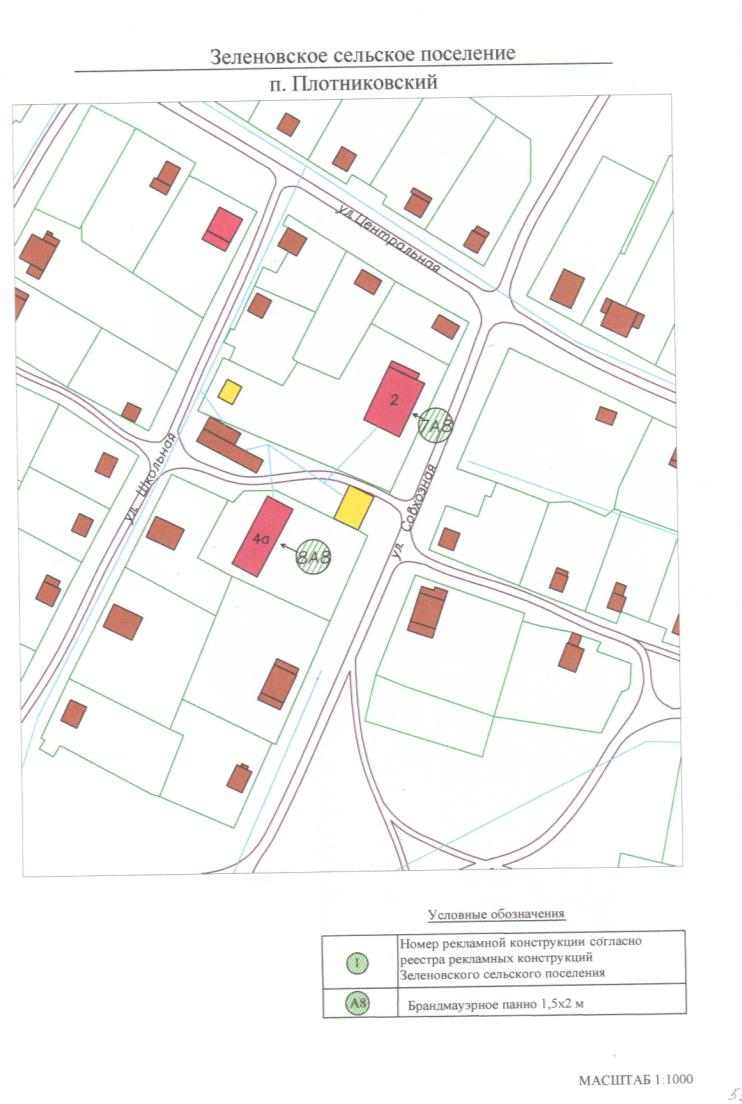 Зеленовское сельское поселение
п. Плотниковский
ул. Центральная
2
7А8
ул. Школьная
ул. Совхозная
4а
8А8
Условные обозначения
1
Номер рекламной конструкции согласно
реестра рекламных конструкций
Зеленовского сельского поселения
А8
Брандмауэрное панно 1,5х2 м
МАСШТАБ 1:1000
5.